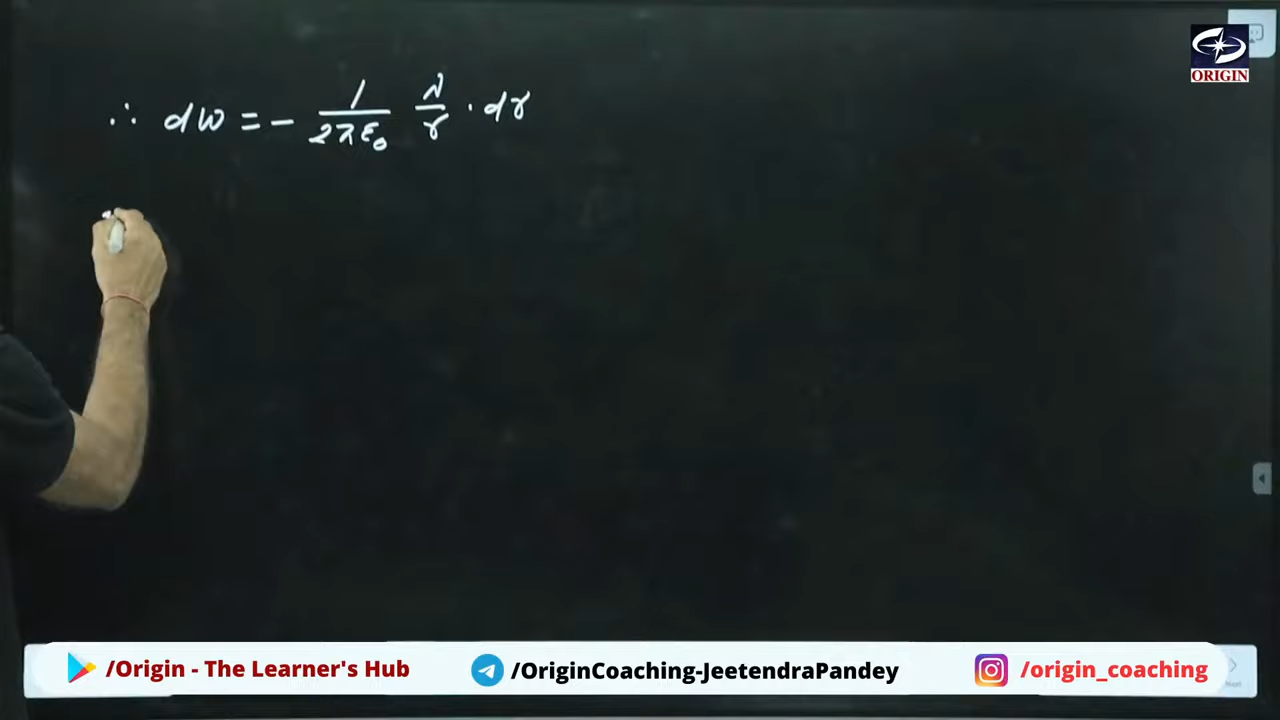 ORIGIN
∴ dw = - 1/2πε₀ λ/r · dr
/Origin - The Learner's Hub
/OriginCoaching-JeetendraPandey
/origin_coaching